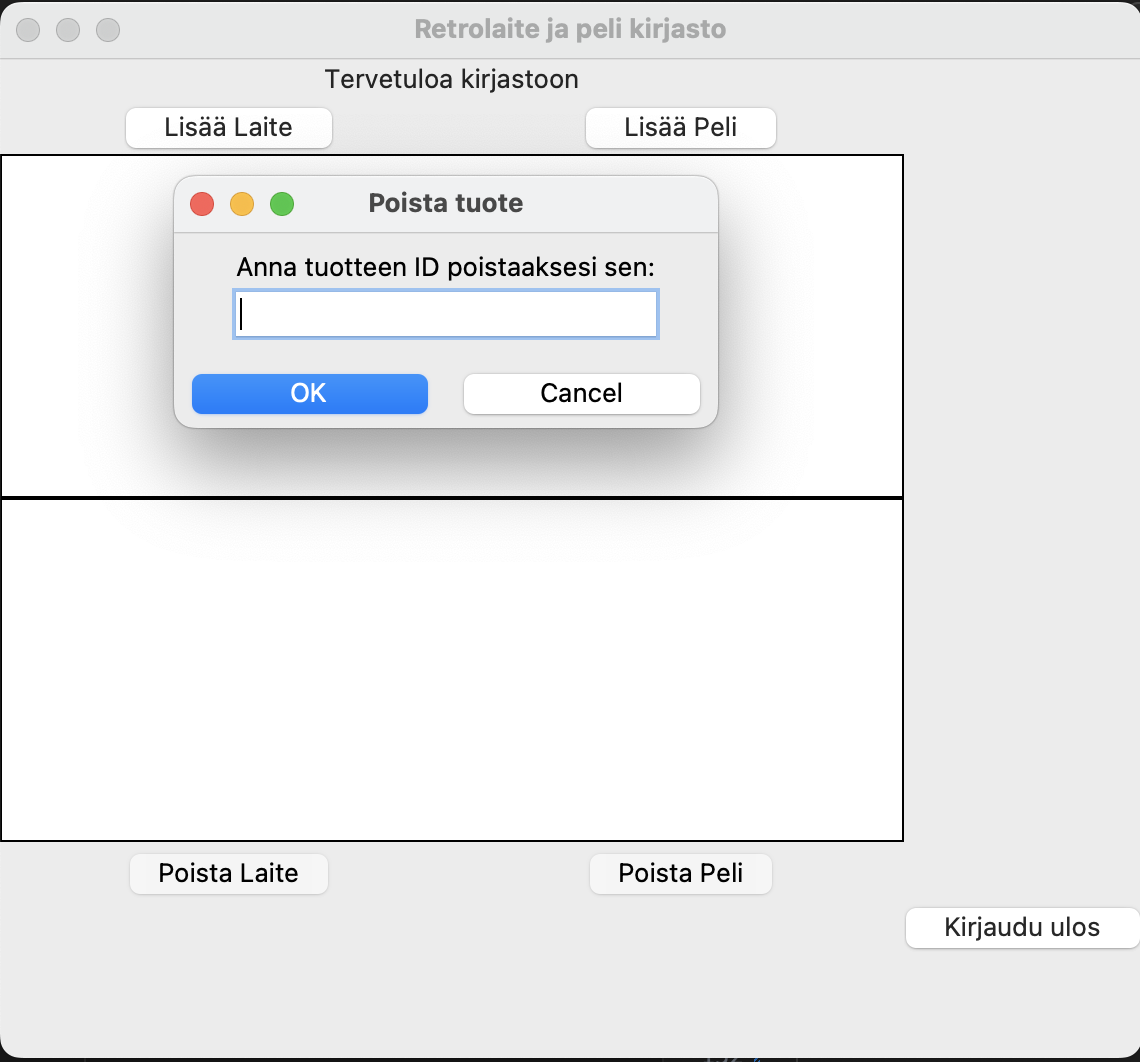 Retrolaite ja peli kirjasto
Tervetuloa kirjastoon
Lisää Laite
Lisää Peli
Poista tuote
Anna tuotteen ID poistaaksesi sen:
OK
Cancel
Poista Laite
Poista Peli
Kirjaudu ulos